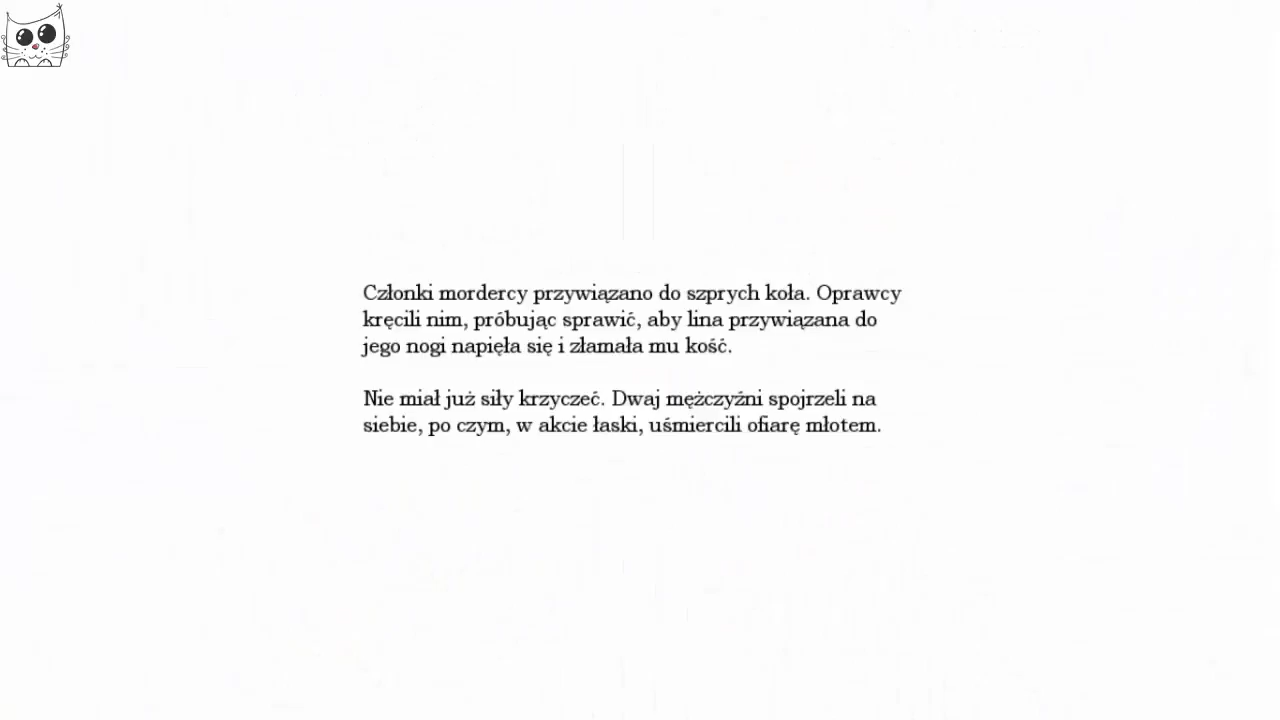 Członki mordercy przywiązano do szprych koła. Oprawcy
kręcili nim, próbując sprawić, aby lina przywiązana do
jego nogi napięła się i złamała mu kość.
Nie miał już siły krzyczeć. Dwaj mężczyźni spojrzeli na
siebie, po czym, w akcie łaski, uśmiercili ofiarę młotem.